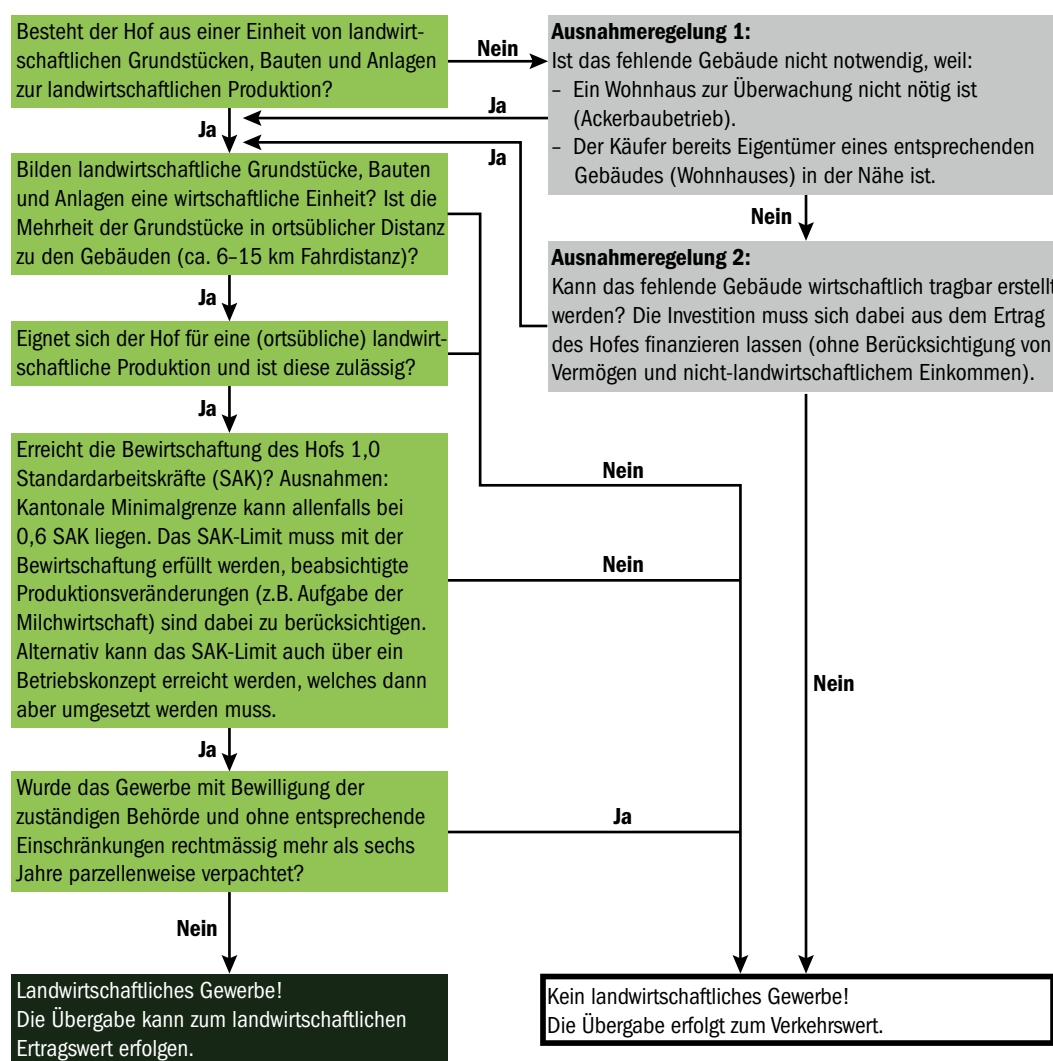 Besteht der Hof aus einer Einheit von landwirt-
schaftlichen Grundstücken, Bauten und Anlagen
zur landwirtschaftlichen Produktion?
Nein
Ausnahmeregelung 1:
Ist das fehlende Gebäude nicht notwendig, weil:
– Ein Wohnhaus zur Überwachung nicht nötig ist
(Ackerbaubetrieb).
– Der Käufer bereits Eigentümer eines entsprechenden
Gebäudes (Wohnhauses) in der Nähe ist.
Ja
Ja
Ja
Bilden landwirtschaftliche Grundstücke, Bauten
und Anlagen eine wirtschaftliche Einheit? Ist die
Mehrheit der Grundstücke in ortsüblicher Distanz
zu den Gebäuden (ca. 6–15 km Fahrdistanz)?
Nein
Ausnahmeregelung 2:
Kann das fehlende Gebäude wirtschaftlich tragbar erstellt
werden? Die Investition muss sich dabei aus dem Ertrag
des Hofes finanzieren lassen (ohne Berücksichtigung von
Vermögen und nicht-landwirtschaftlichem Einkommen).
Ja
Eignet sich der Hof für eine (ortsübliche) landwirt-
schaftliche Produktion und ist diese zulässig?
Ja
Erreicht die Bewirtschaftung des Hofs 1,0
Standardarbeitskräfte (SAK)? Ausnahmen:
Kantonale Minimalgrenze kann allenfalls bei
0,6 SAK liegen. Das SAK-Limit muss mit der
Bewirtschaftung erfüllt werden, beabsichtigte
Produktionsveränderungen (z.B. Aufgabe der
Milchwirtschaft) sind dabei zu berücksichtigen.
Alternativ kann das SAK-Limit auch über ein
Betriebskonzept erreicht werden, welches dann
aber umgesetzt werden muss.
Nein
Nein
Nein
Ja
Wurde das Gewerbe mit Bewilligung der
zuständigen Behörde und ohne entsprechende
Einschränkungen rechtmässig mehr als sechs
Jahre parzellenweise verpachtet?
Ja
Nein
Landwirtschaftliches Gewerbe!
Die Übergabe kann zum landwirtschaftlichen
Ertragswert erfolgen.
Kein landwirtschaftliches Gewerbe!
Die Übergabe erfolgt zum Verkehrswert.